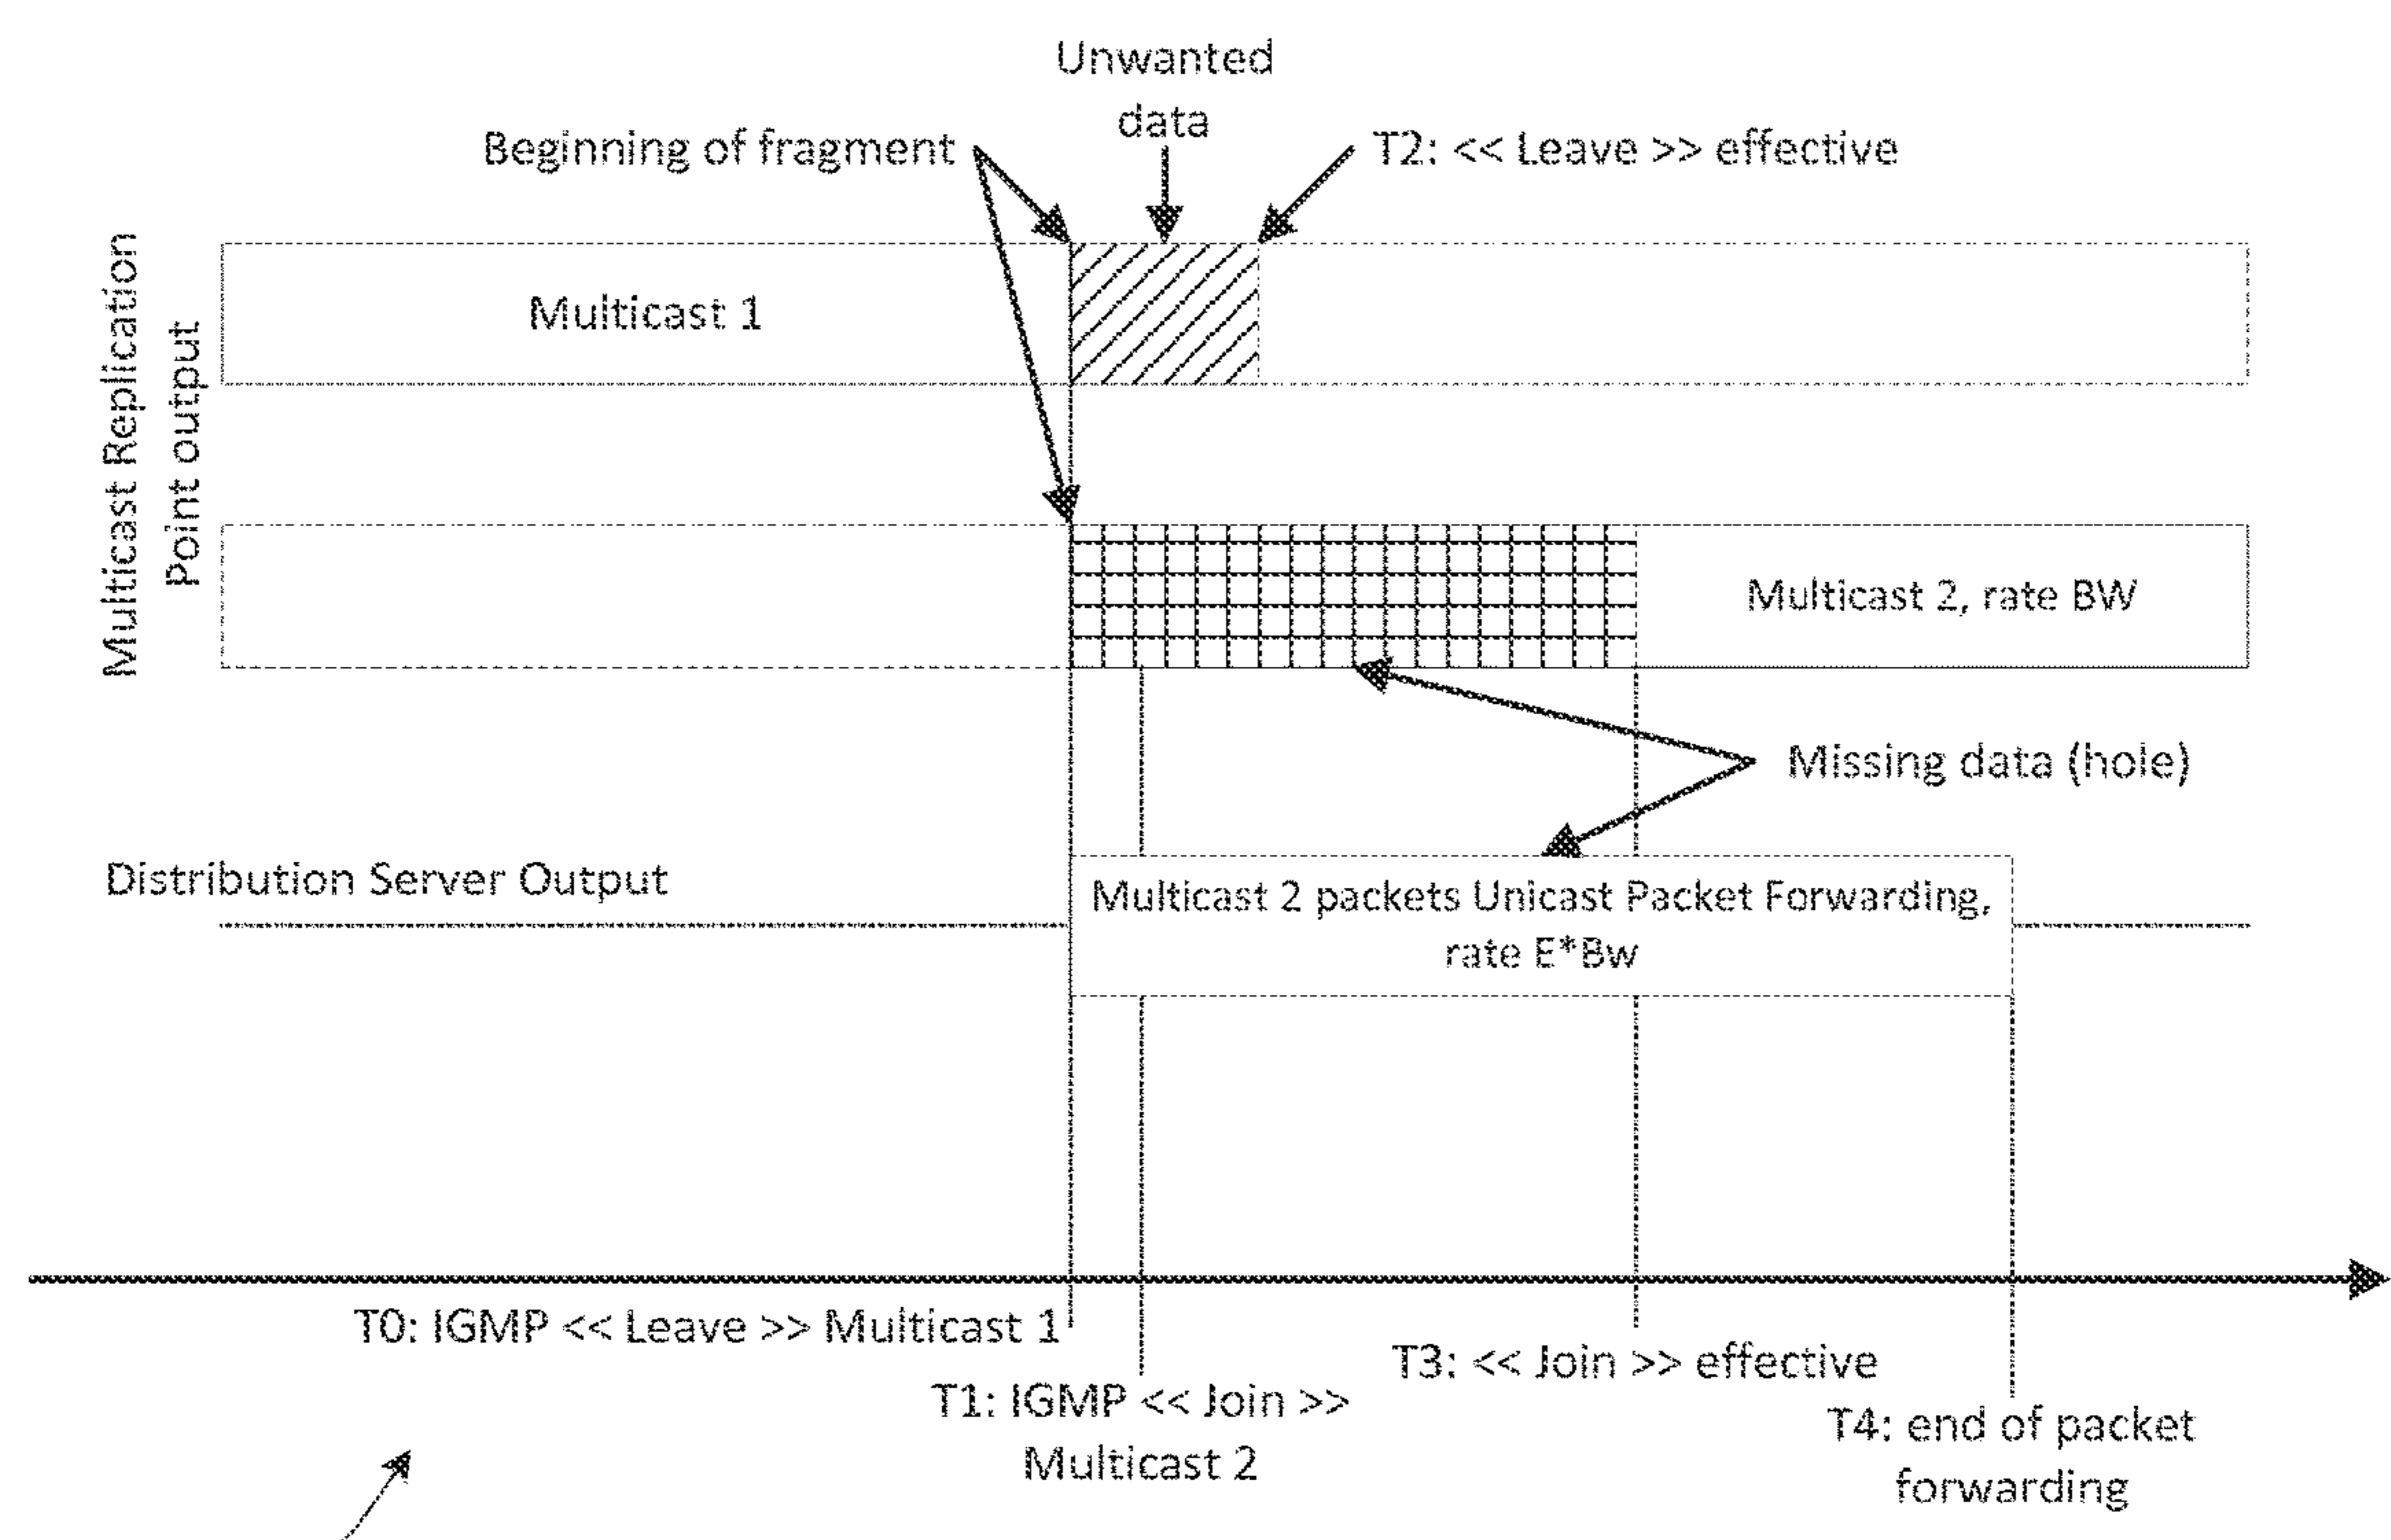 Unwanted
data
Beginning of fragment
T2: << Leave >> effective
Multicast Replication
Point output
Multicast 1
Multicast 2, rate BW
Missing data (hole)
Distribution Server Output
Multicast 2 packets Unicast Packet Forwarding,
rate E*Bw
T0: IGMP << Leave >> Multicast 1
T1: IGMP << Join >>
Multicast 2
T3: << Join >> effective
T4: end of packet
forwarding